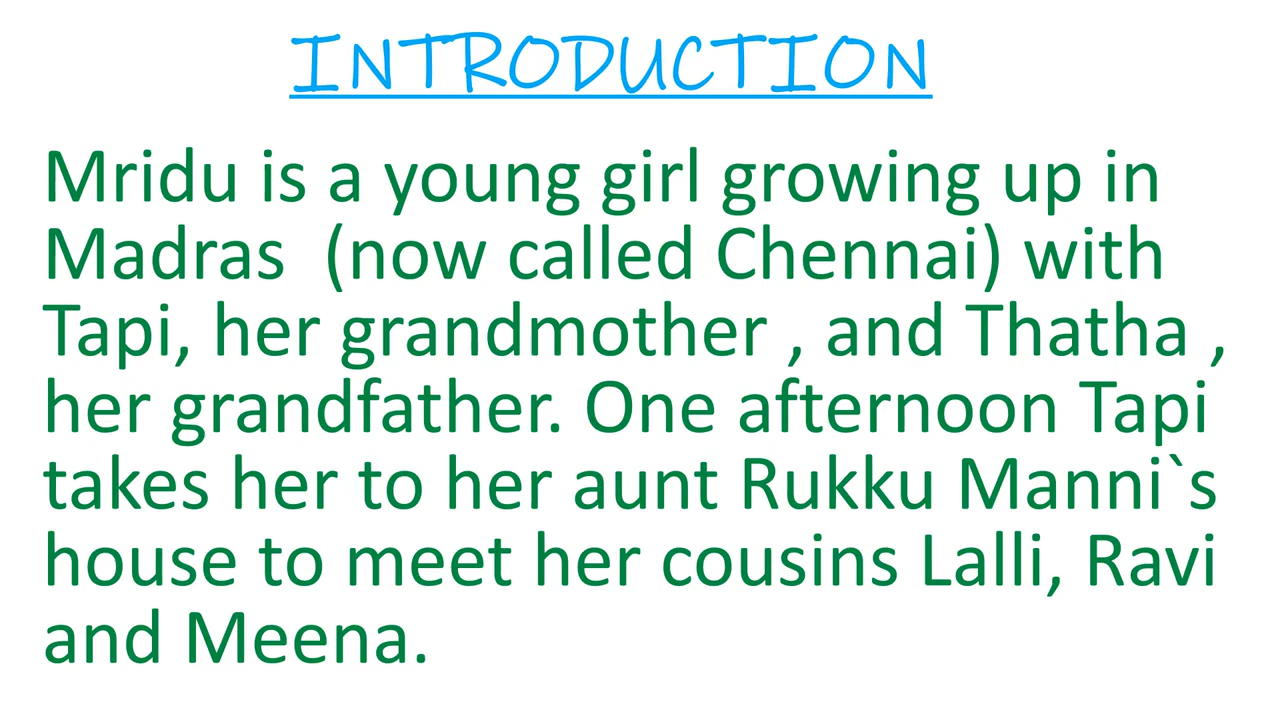 INTRODUCTION
Mridu is a young girl growing up in
Madras  (now called Chennai) with
Tapi, her grandmother , and Thatha ,
her grandfather. One afternoon Tapi
takes her to her aunt Rukku Manni`s
house to meet her cousins Lalli, Ravi
and Meena.